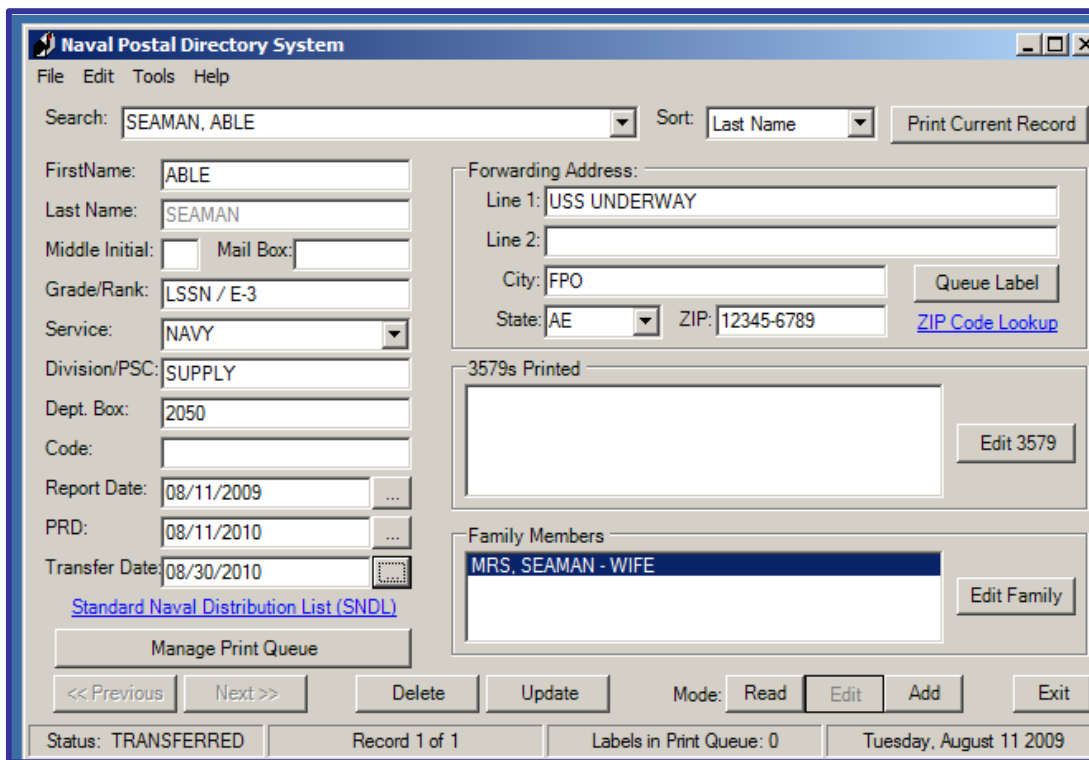 Naval Postal Directory System
File Edit Tools Help
Search: SEAMAN, ABLE Sort: Last Name Print Current Record
FirstName: ABLE
Last Name: SEAMAN
Middle Initial: Mail Box:
Grade/Rank: LSSN / E-3
Service: NAVY
Division/PSC: SUPPLY
Dept. Box: 2050
Code:
Report Date: 08/11/2009 ...
PRD: 08/11/2010 ...
Transfer Date: 08/30/2010 ...
Standard Naval Distribution List (SNDL)
Manage Print Queue
Forwarding Address:
Line 1: USS UNDERWAY
Line 2:
City: FPO Queue Label
State: AE ZIP: 12345-6789 ZIP Code Lookup
3579s Printed
Edit 3579
Family Members
MRS, SEAMAN - WIFE
Edit Family
<< Previous Next >> Delete Update Mode: Read Edit Add Exit
Status: TRANSFERRED Record 1 of 1 Labels in Print Queue: 0 Tuesday, August 11 2009